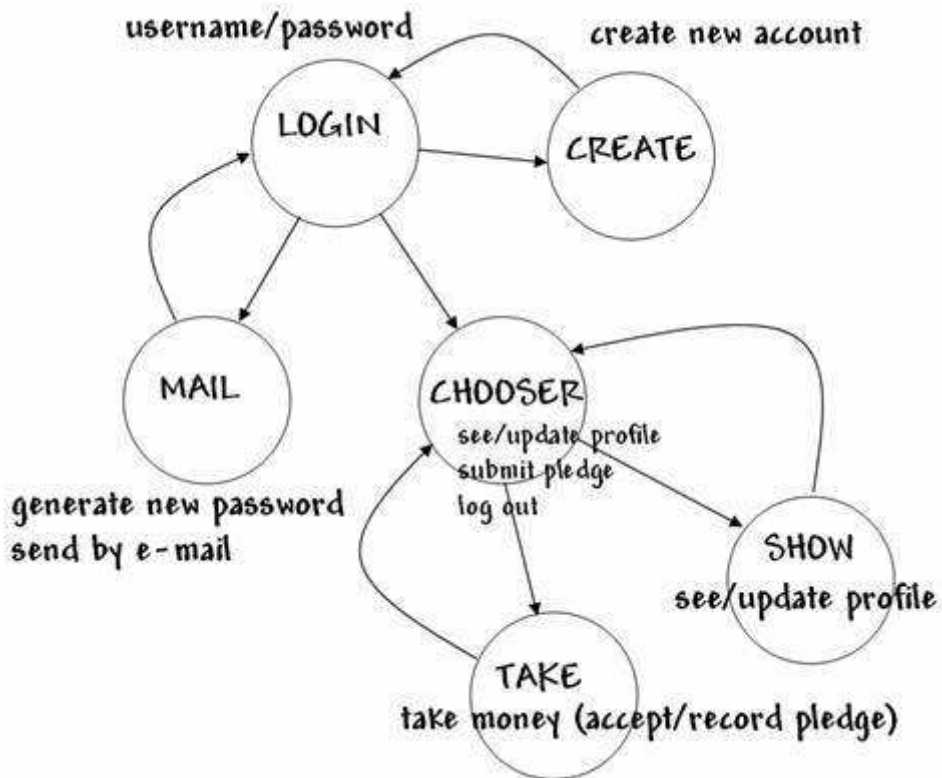 username/password
create new account
LOGIN
CREATE
MAIL
CHOOSER
see/update profile
submit pledge
log out
generate new password
send by e-mail
SHOW
see/update profile
TAKE
take money (accept/record pledge)